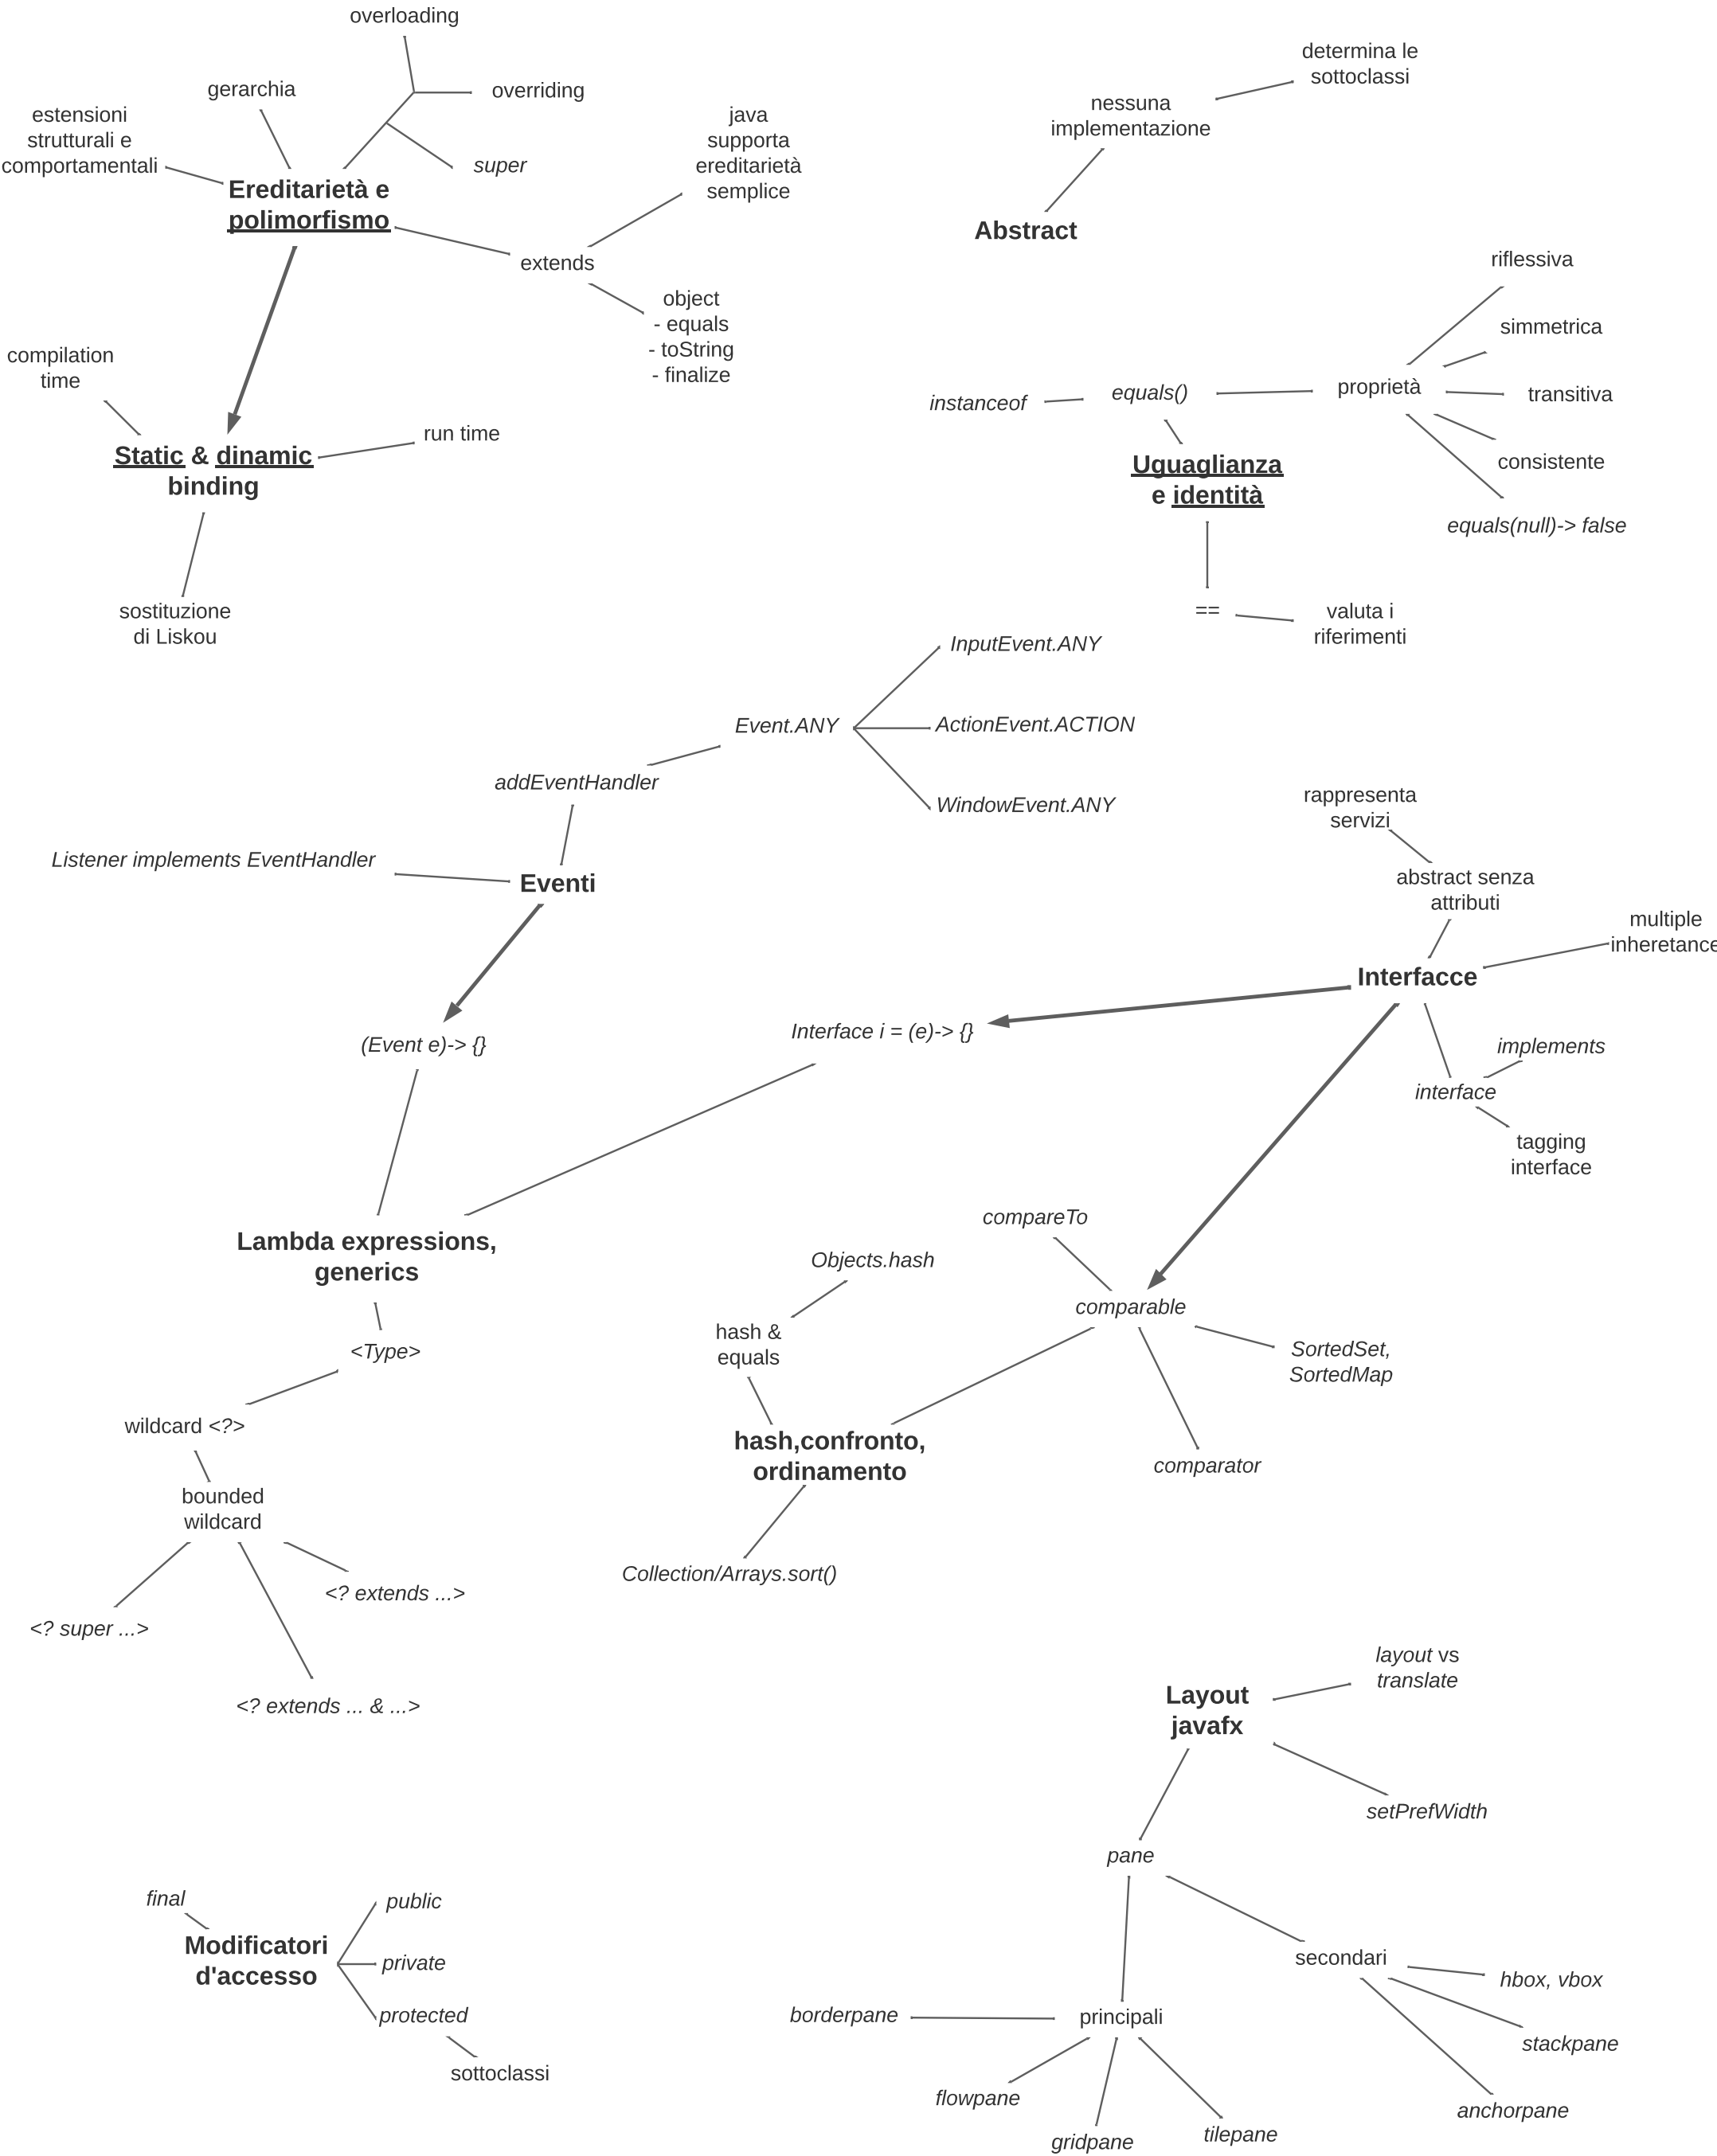 overloading
gerarchia
overriding
estensioni
strutturali e
comportamentali
super
java
supporta
ereditarietà
semplice
Ereditarietà e
polimorfismo
extends
object
- equals
- toString
- finalize
compilation
time
run time
Static & dinamic
binding
sostituzione
di Liskou
determina le
sottoclassi
nessuna
implementazione
Abstract
riflessiva
simmetrica
proprietà
transitiva
equals()
instanceof
consistente
Uguaglianza
e identità
equals(null)-> false
==
valuta i
riferimenti
InputEvent.ANY
Event.ANY
ActionEvent.ACTION
addEventHandler
WindowEvent.ANY
Listener implements EventHandler
Eventi
(Event e)-> {}
rappresenta
servizi
abstract senza
attributi
multiple
inheretance
Interfacce
Interface i = (e)-> {}
implements
interface
tagging
interface
Lambda expressions,
generics
<Type>
wildcard <?>
bounded
wildcard
<? extends ...>
<? super ...>
<? extends ... & ...>
compareTo
Objects.hash
comparable
hash &
equals
SortedSet,
SortedMap
hash,confronto,
ordinamento
comparator
Collection/Arrays.sort()
layout vs
translate
Layout
javafx
setPrefWidth
pane
secondari
hbox, vbox
principali
borderpane
stackpane
flowpane
anchorpane
tilepane
gridpane
final
public
Modificatori
d'accesso
private
protected
sottoclassi